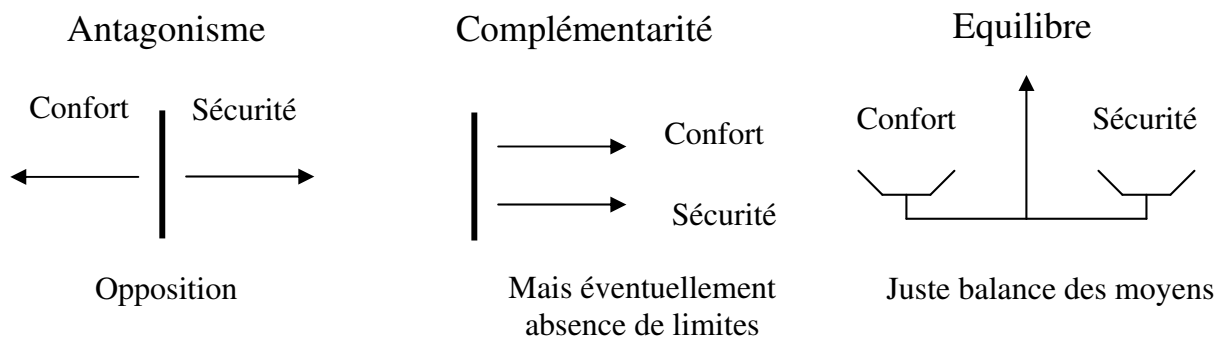 Antagonisme
Complémentarité
Equilibre
Confort
Sécurité
Confort
Sécurité
Confort
Sécurité
Opposition
Mais éventuellement
absence de limites
Juste balance des moyens